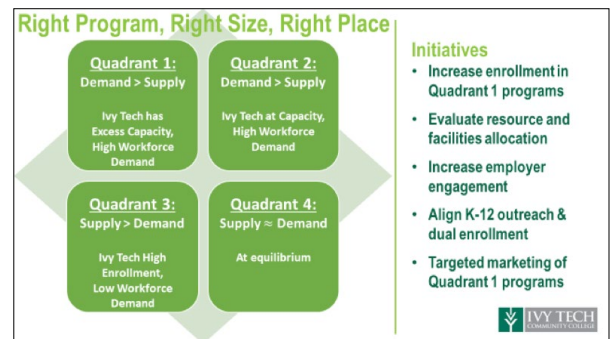 Right Program, Right Size, Right Place
Quadrant 1:
Demand > Supply
Ivy Tech has
Excess Capacity,
High Workforce
Demand
Quadrant 2:
Demand > Supply
Ivy Tech at Capacity,
High Workforce
Demand
Quadrant 3:
Supply > Demand
Ivy Tech High
Enrollment,
Low Workforce
Demand
Quadrant 4:
Supply ≈ Demand
At equilibrium
Initiatives
• Increase enrollment in
Quadrant 1 programs
• Evaluate resource and
facilities allocation
• Increase employer
engagement
• Align K-12 outreach &
dual enrollment
• Targeted marketing of
Quadrant 1 programs
IVY TECH
COMMUNITY COLLEGE